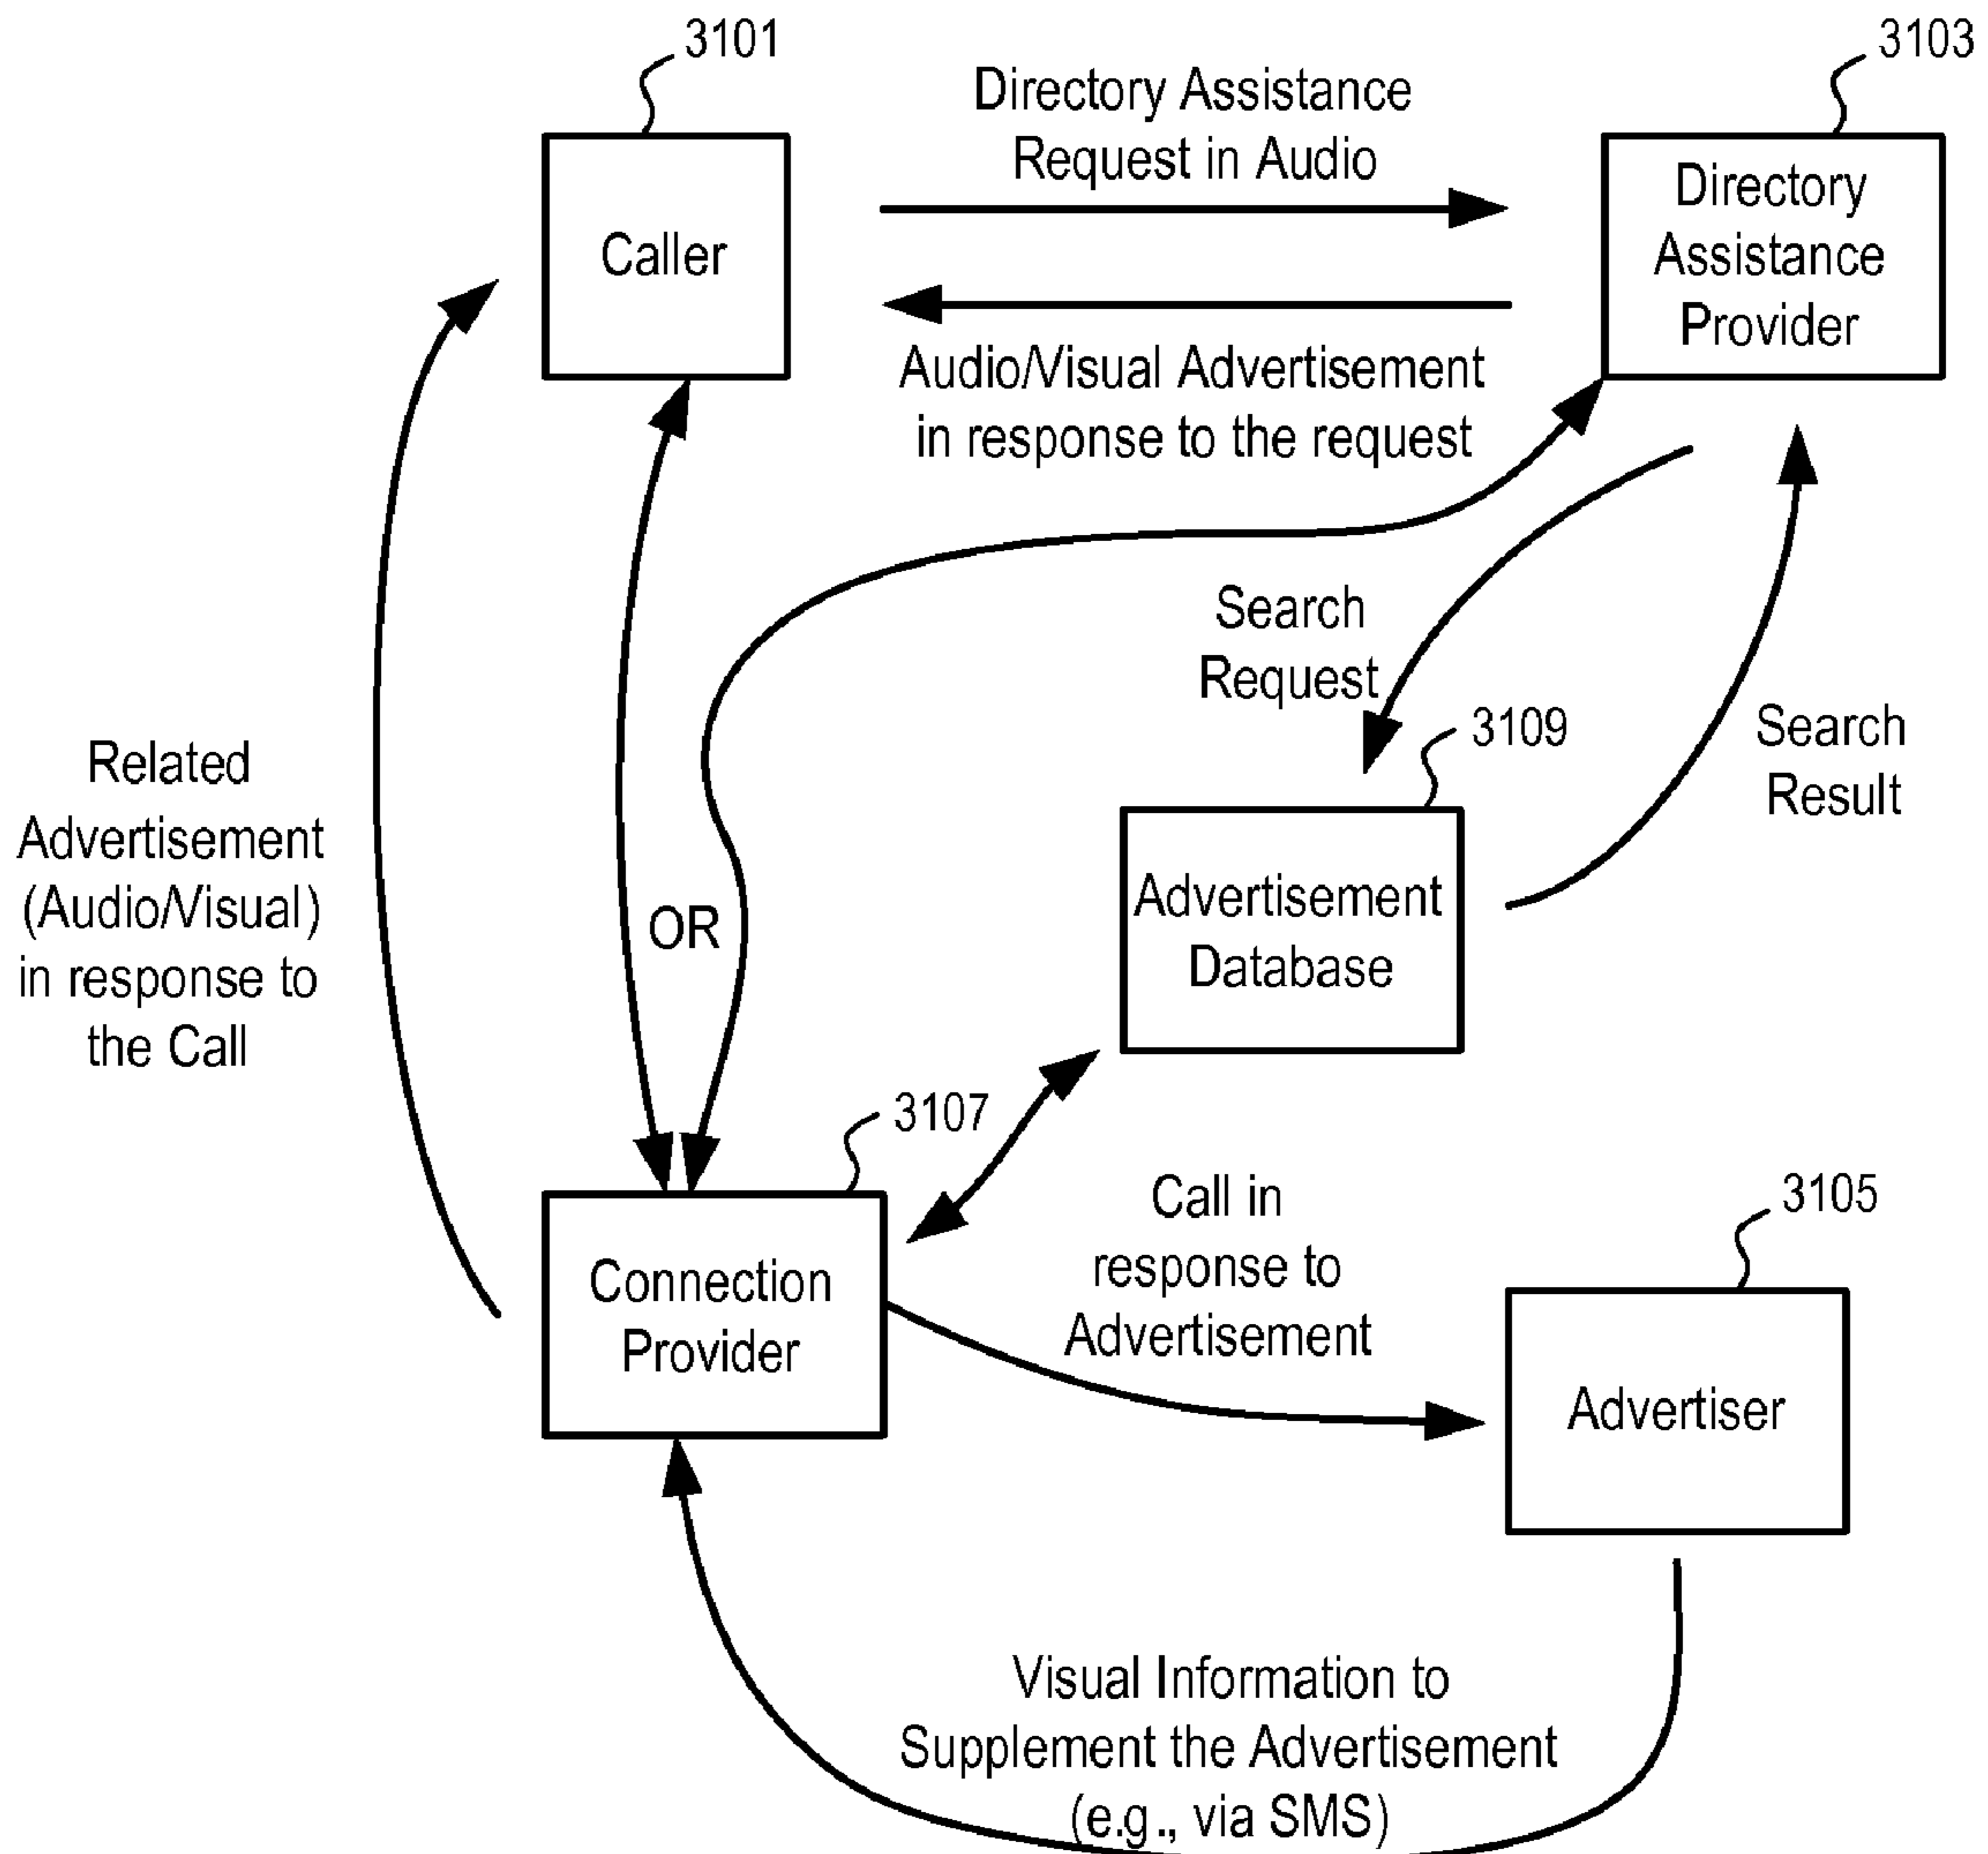 3101
3103
Directory Assistance
Request in Audio
Caller
Directory
Assistance
Provider
Audio/Visual Advertisement
in response to the request
Search
Request
3109
Search
Result
Related
Advertisement
(Audio/Visual)
in response to
the Call
OR
Advertisement
Database
3107
Call in
response to
Advertisement
3105
Connection
Provider
Advertiser
Visual Information to
Supplement the Advertisement
(e.g., via SMS)